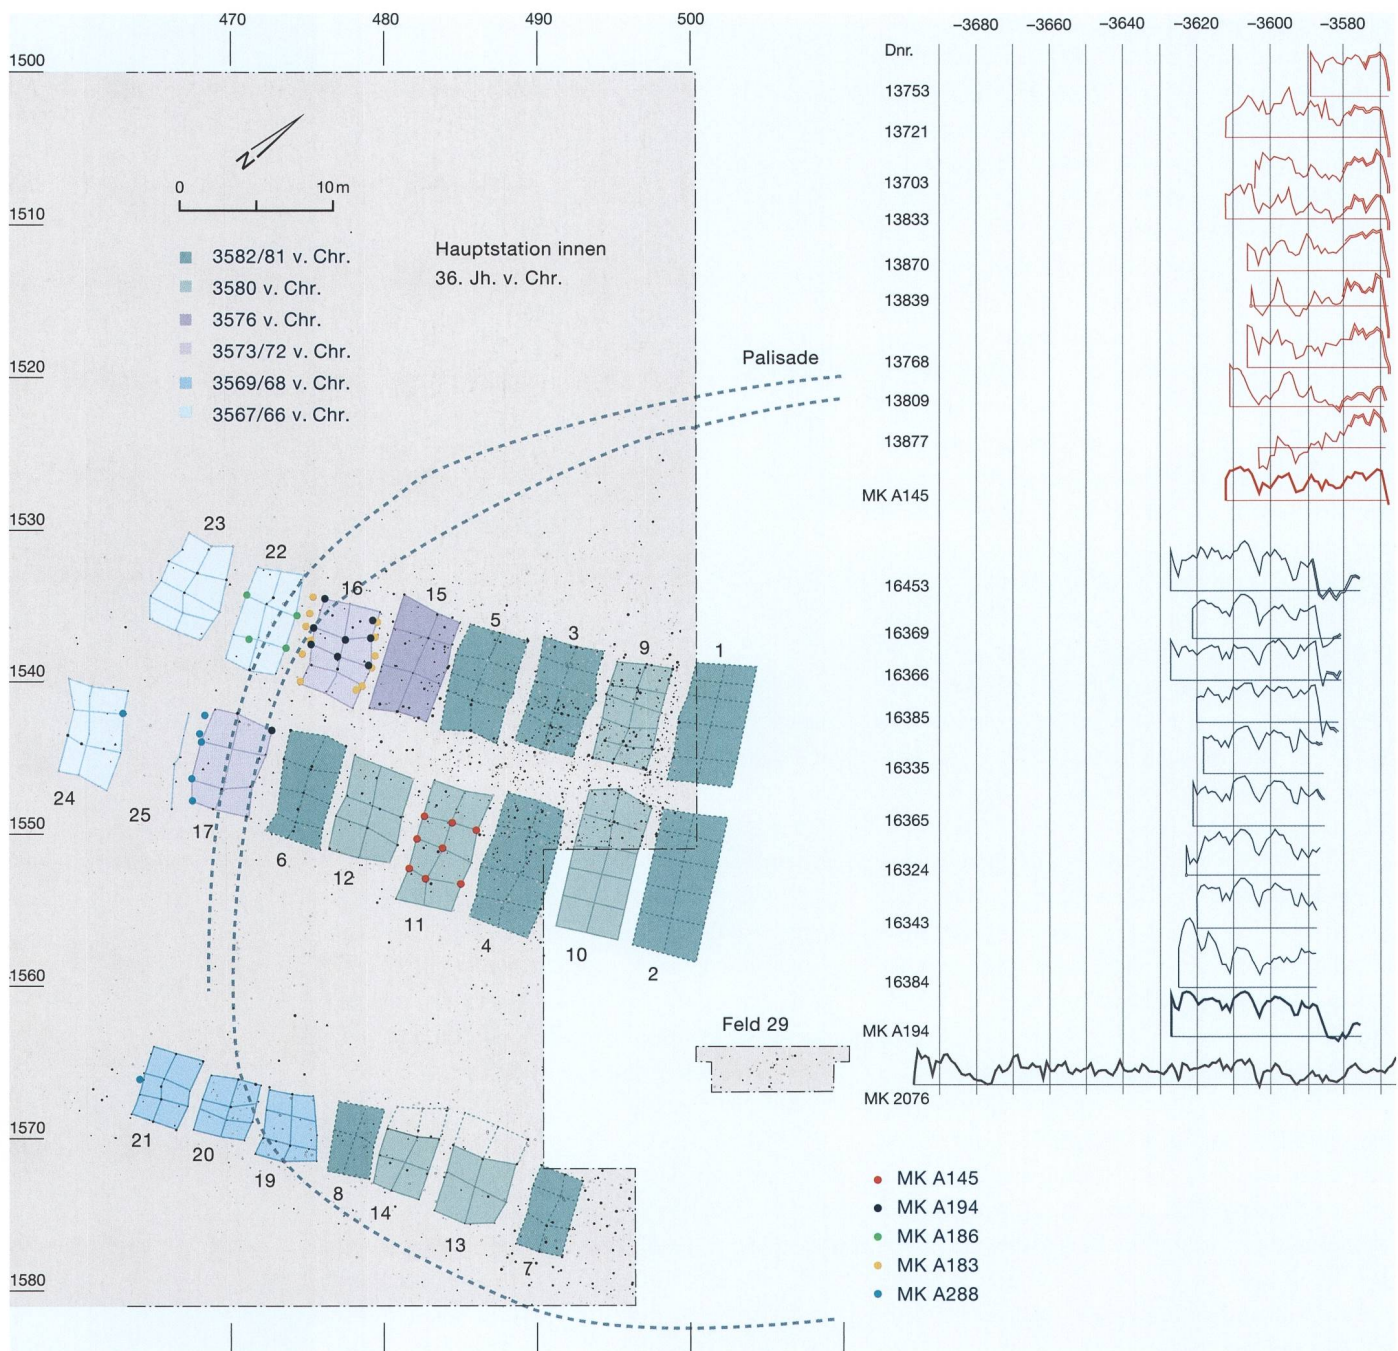 470 480 490 500
1500
1510
1520
1530
1540
1550
1560
1570
1580
N
0 10 m
3582/81 v. Chr.
3580 v. Chr.
3576 v. Chr.
3573/72 v. Chr.
3569/68 v. Chr.
3567/66 v. Chr.
Hauptstation innen
36. Jh. v. Chr.
Palisade
23
22
16
15
5
3
9
1
24
25
17
6
12
11
4
10
2
Feld 29
21
20
19
8
14
13
7
–3680 –3660 –3640 –3620 –3600 –3580
Dnr.
13753
13721
13703
13833
13870
13839
13768
13809
13877
MK A145
16453
16369
16366
16385
16335
16365
16324
16343
16384
MK A194
MK 2076
MK A145
MK A194
MK A186
MK A183
MK A288